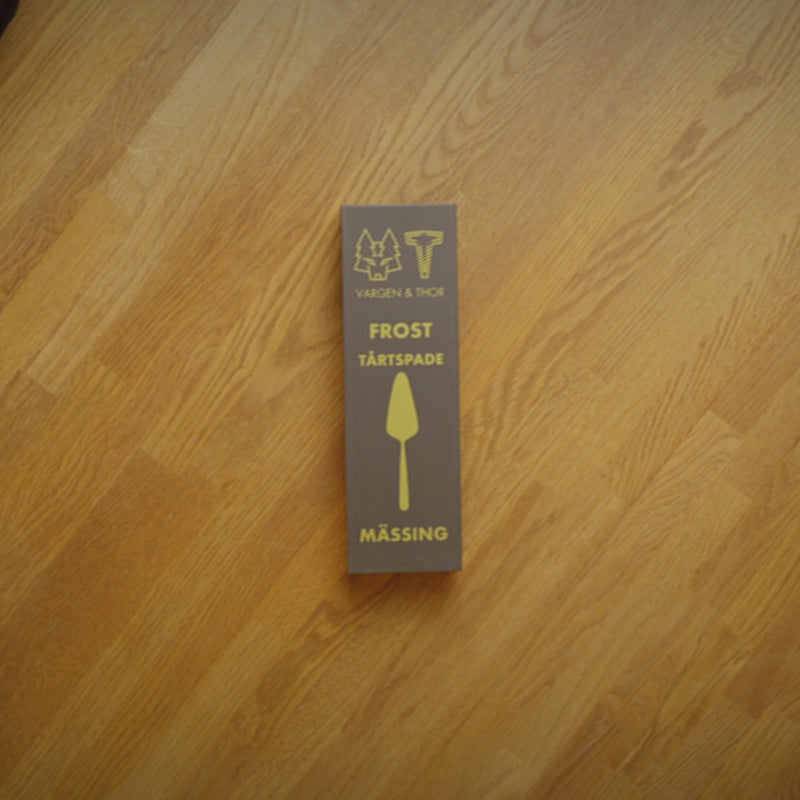 VARGEN & THOR
FROST
TÅRTSPADE
MÄSSING